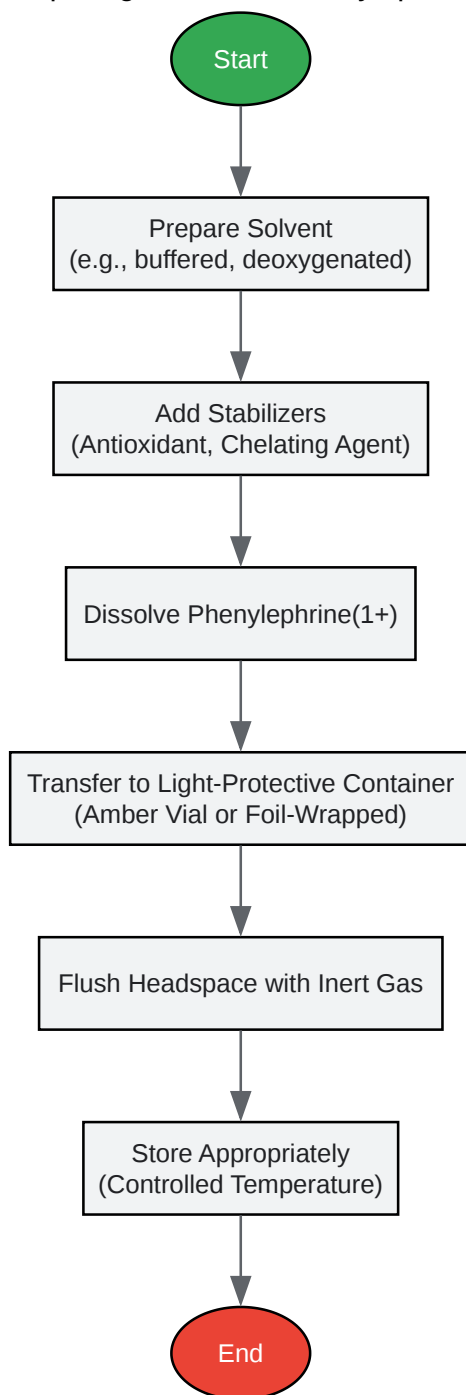 Start
Prepare Solvent
(e.g., buffered, deoxygenated)
Add Stabilizers
(Antioxidant, Chelating Agent)
Dissolve Phenylephrine(1+)
Transfer to Light-Protective Container
(Amber Vial or Foil-Wrapped)
Flush Headspace with Inert Gas
Store Appropriately
(Controlled Temperature)
End